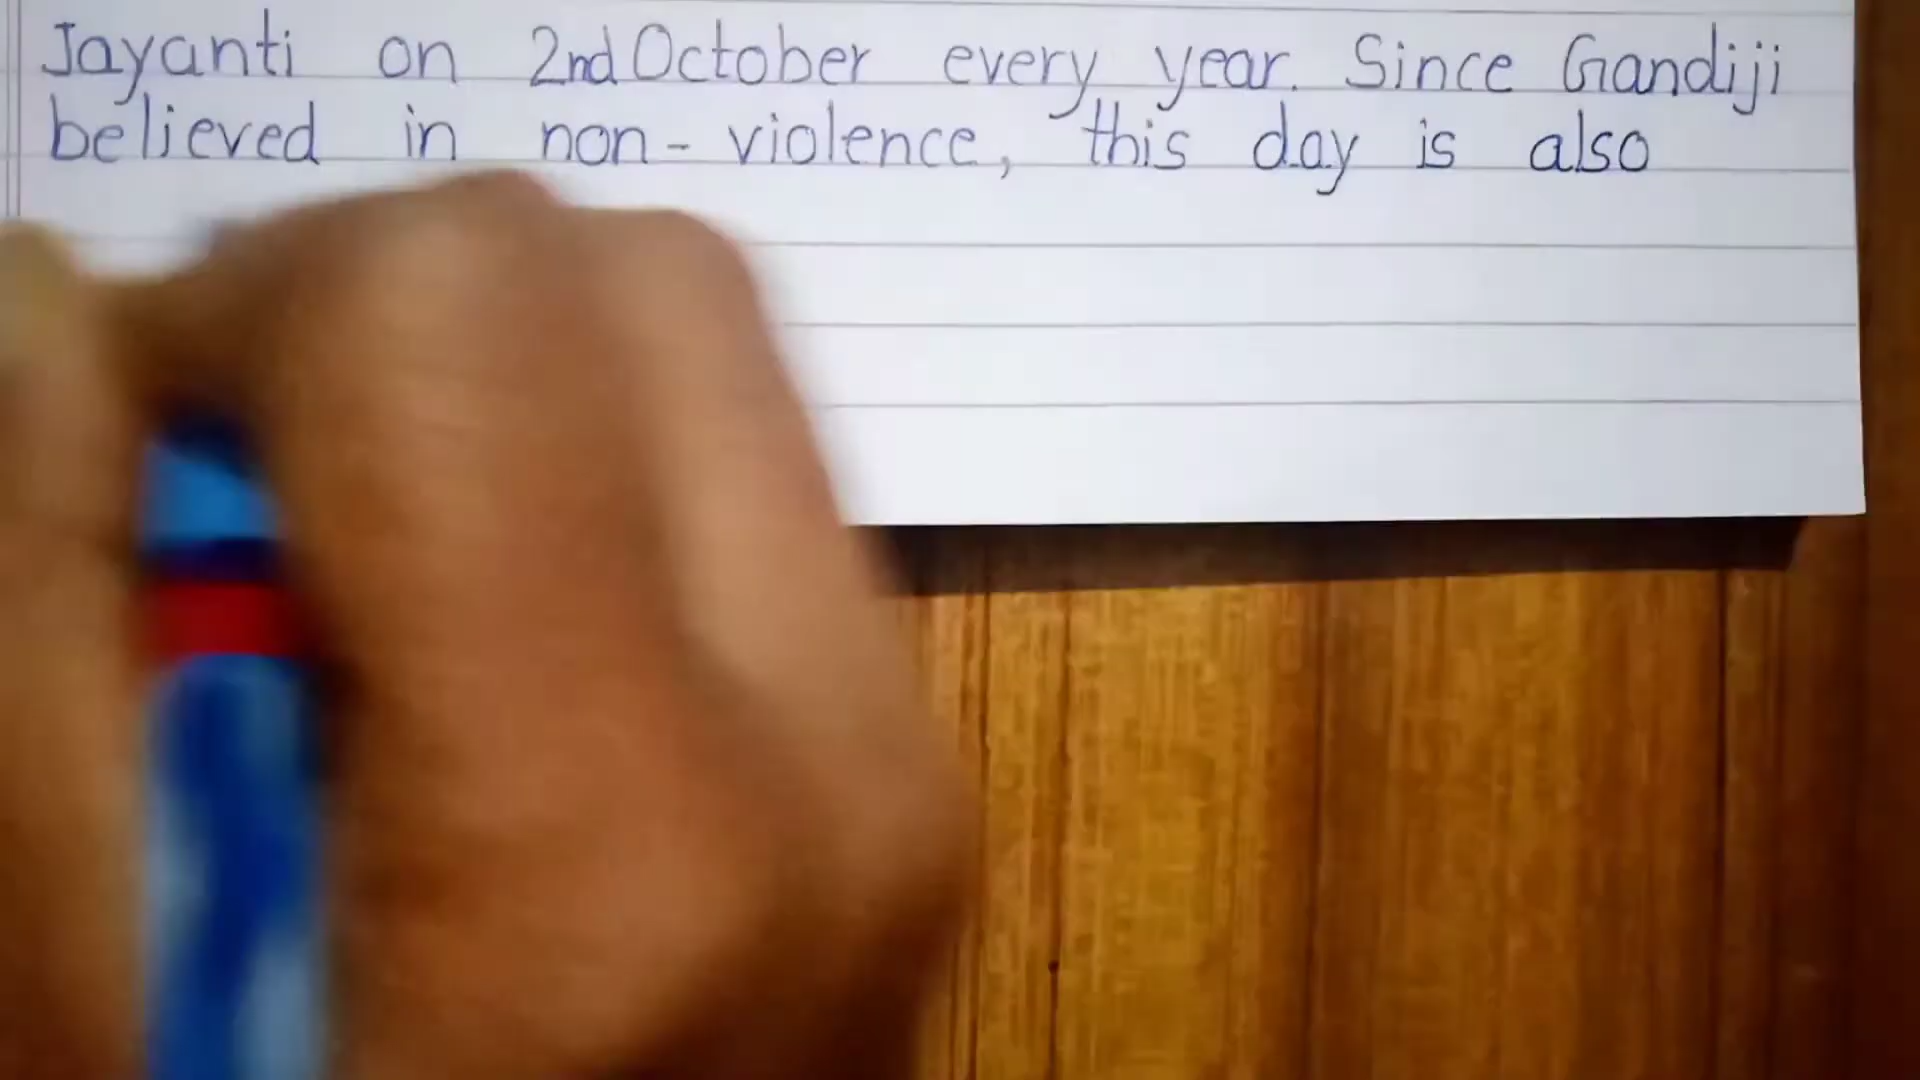 Jayanti on 2nd October every year. Since Gandiji
believed in non-violence, this day is also